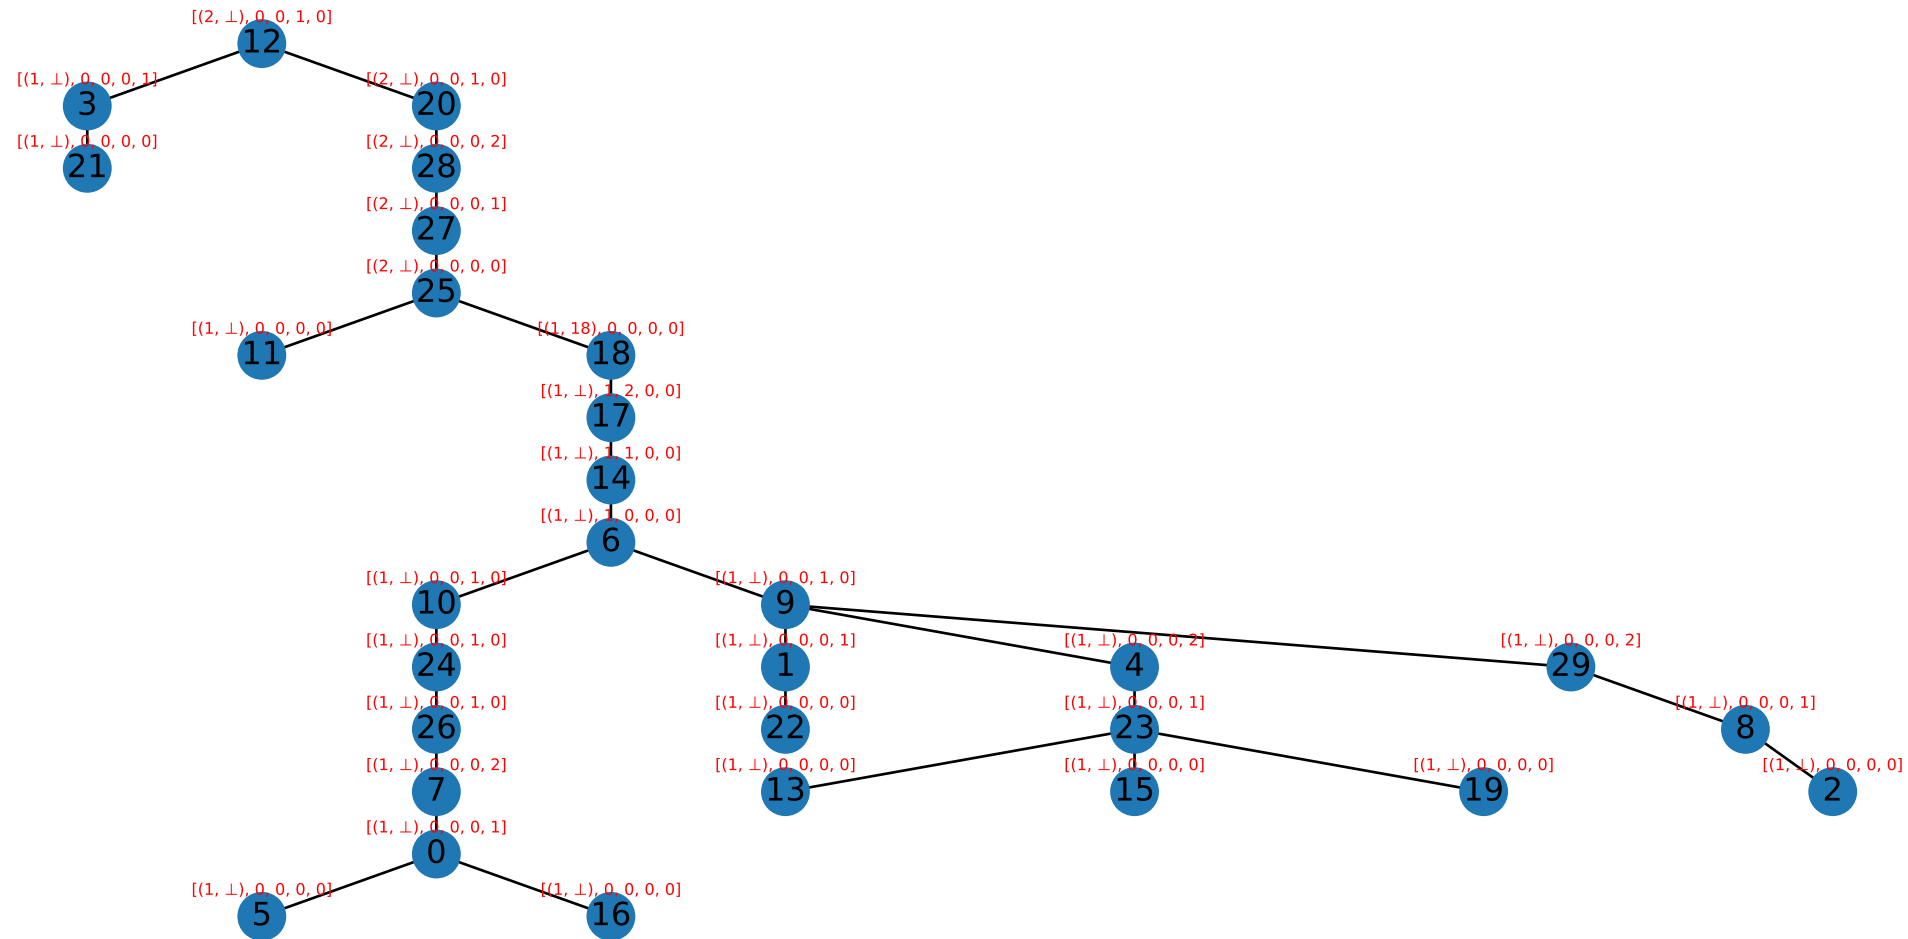 [(2, ⊥), 0, 0, 1, 0]
12
[(1, ⊥), 0, 0, 0, 1]
[(2, ⊥), 0, 0, 1, 0]
3
20
[(1, ⊥), 0, 0, 0, 0]
[(2, ⊥), 0, 0, 0, 2]
21
28
[(2, ⊥), 0, 0, 0, 1]
27
[(2, ⊥), 0, 0, 0, 0]
25
[(1, ⊥), 0, 0, 0, 0]
[(1, 18), 0, 0, 0, 0]
11
18
[(1, ⊥), 1, 2, 0, 0]
17
[(1, ⊥), 1, 1, 0, 0]
14
[(1, ⊥), 1, 0, 0, 0]
6
[(1, ⊥), 0, 0, 1, 0]
[(1, ⊥), 0, 0, 1, 0]
10
9
[(1, ⊥), 0, 0, 1, 0]
[(1, ⊥), 0, 0, 0, 1]
[(1, ⊥), 0, 0, 0, 2]
[(1, ⊥), 0, 0, 0, 2]
24
1
4
29
[(1, ⊥), 0, 0, 1, 0]
[(1, ⊥), 0, 0, 0, 0]
[(1, ⊥), 0, 0, 0, 1]
[(1, ⊥), 0, 0, 0, 1]
26
22
23
8
[(1, ⊥), 0, 0, 0, 2]
[(1, ⊥), 0, 0, 0, 0]
[(1, ⊥), 0, 0, 0, 0]
[(1, ⊥), 0, 0, 0, 0]
[(1, ⊥), 0, 0, 0, 0]
7
13
15
19
2
[(1, ⊥), 0, 0, 0, 1]
0
[(1, ⊥), 0, 0, 0, 0]
[(1, ⊥), 0, 0, 0, 0]
5
16